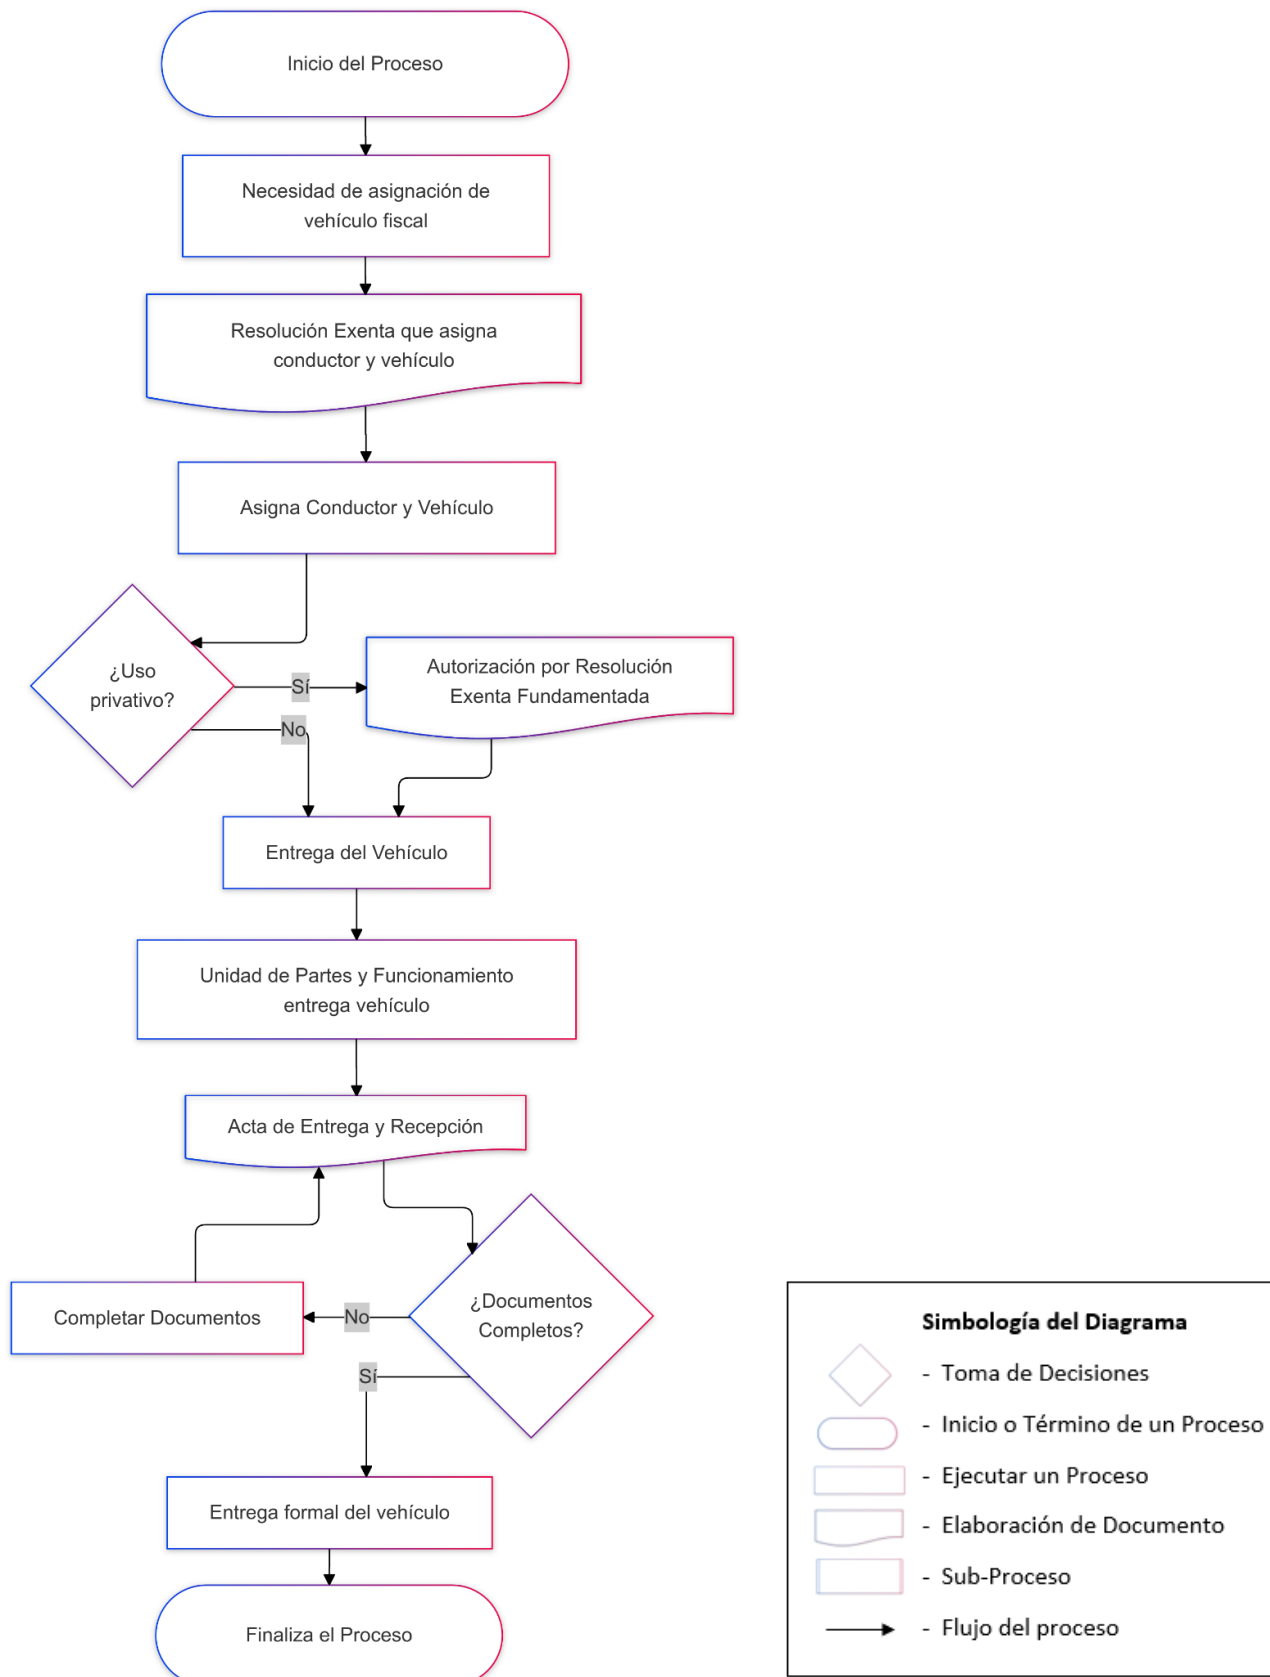 Inicio del Proceso
Necesidad de asignación de
vehículo fiscal
Resolución Exenta que asigna
conductor y vehículo
Asigna Conductor y Vehículo
¿Uso
privativo?
Sí
No
Autorización por Resolución
Exenta Fundamentada
Entrega del Vehículo
Unidad de Partes y Funcionamiento
entrega vehículo
Acta de Entrega y Recepción
¿Documentos
Completos?
No
Completar Documentos
Sí
Entrega formal del vehículo
Finaliza el Proceso
Simbología del Diagrama
- Toma de Decisiones
- Inicio o Término de un Proceso
- Ejecutar un Proceso
- Elaboración de Documento
- Sub-Proceso
- Flujo del proceso